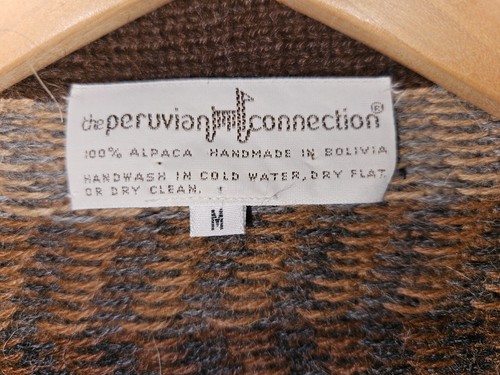 the peruvian connection®
100% ALPACA HANDMADE IN BOLIVIA
HANDWASH IN COLD WATER, DRY FLAT
OR DRY CLEAN.